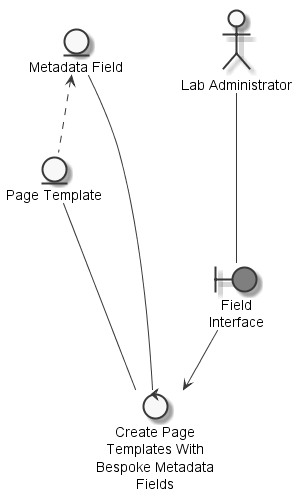 Metadata Field
Lab Administrator
Page Template
Field
Interface
Create Page
Templates With
Bespoke Metadata
Fields